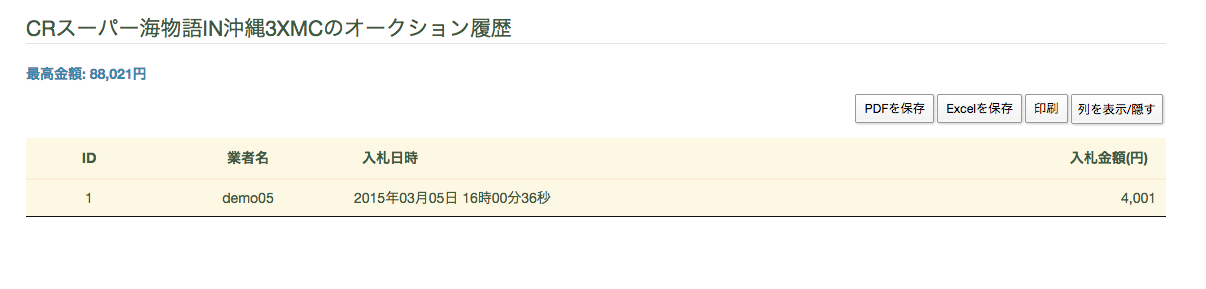 CRスーパー海物語IN沖縄3XMCのオークション履歴
最高金額: 88,021円
PDFを保存 Excelを保存 印刷 列を表示/隠す
ID 業者名 入札日時 入札金額(円)
1 demo05 2015年03月05日 16時00分36秒 4,001